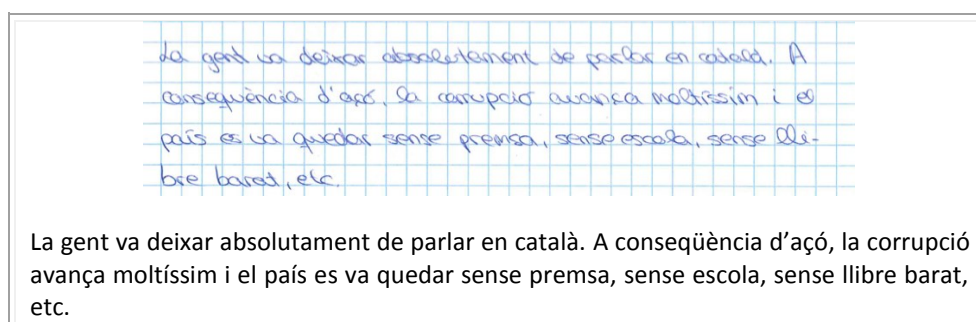 La gent va deixar absolutament de parlar en català. A
conseqüència d'açó, la corrupció avança moltíssim i el
país es va quedar sense premsa, sense escola, sense lli-
bre barat, etc.
La gent va deixar absolutament de parlar en català. A conseqüència d’açó, la corrupció
avança moltíssim i el país es va quedar sense premsa, sense escola, sense llibre barat,
etc.